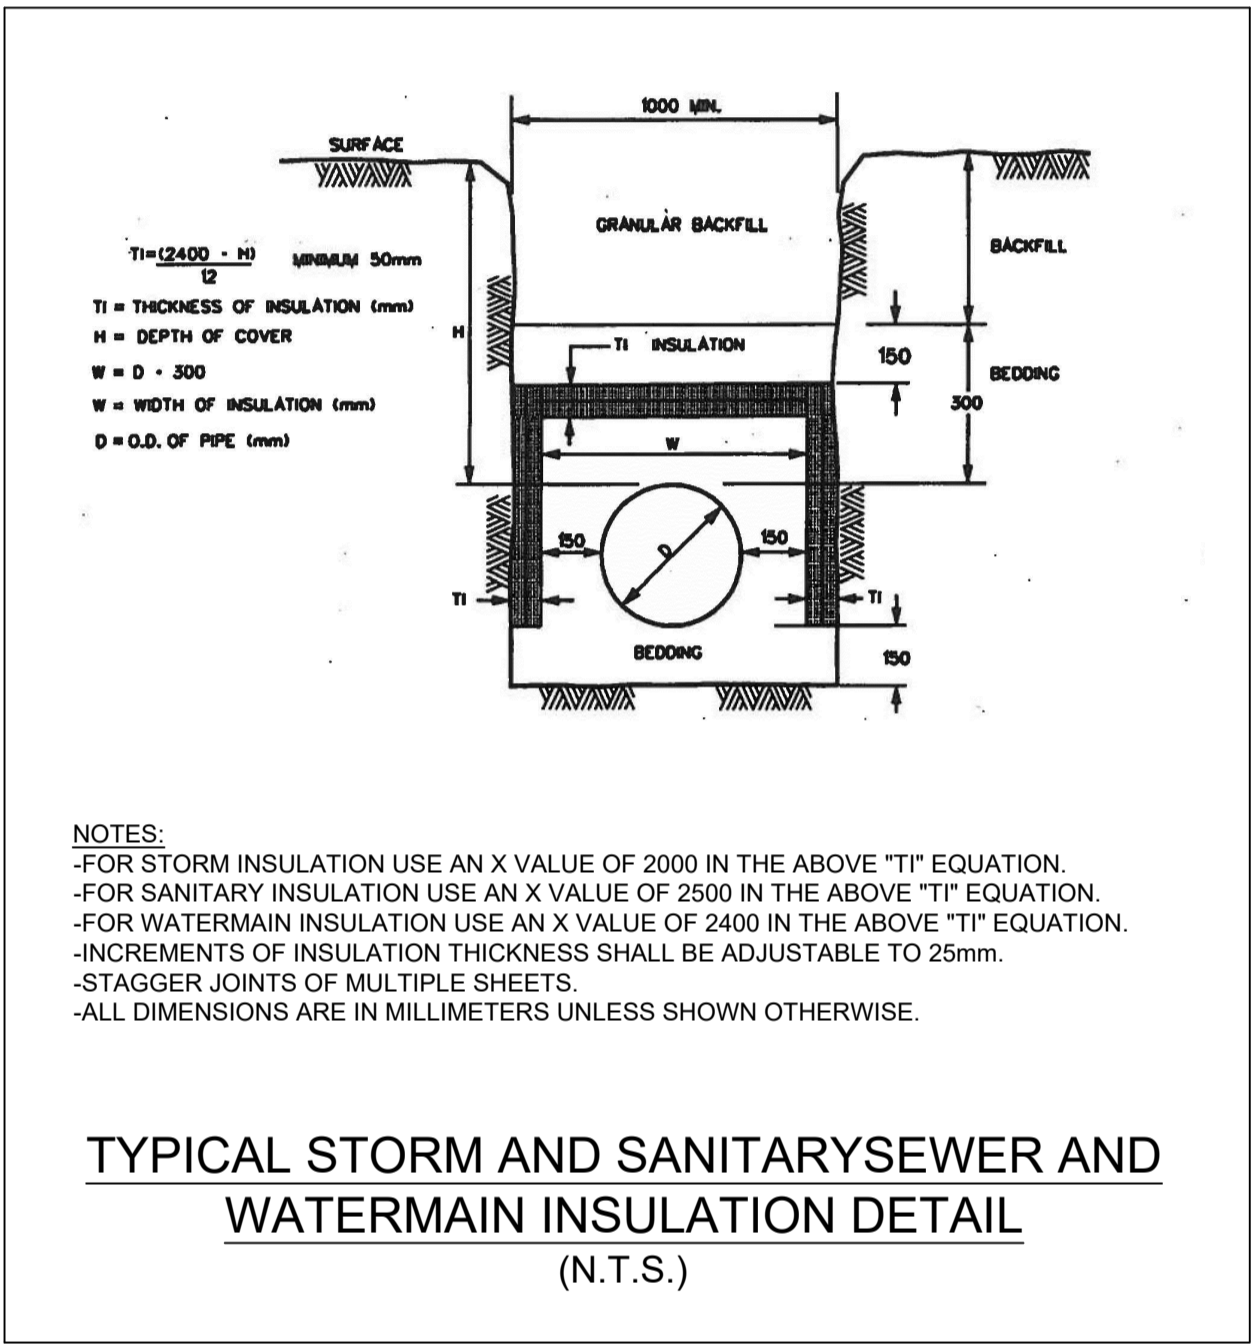 1000 MIN.
SURFACE
GRANULAR BACKFILL
BACKFILL
TI=(2400 - H)
12
MINIMUM 50mm
TI = THICKNESS OF INSULATION (mm)
H = DEPTH OF COVER
W = D + 300
W = WIDTH OF INSULATION (mm)
D = O.D. OF PIPE (mm)
H
TI INSULATION
150
BEDDING
300
W
150
D
150
TI
TI
BEDDING
150
NOTES:
-FOR STORM INSULATION USE AN X VALUE OF 2000 IN THE ABOVE "TI" EQUATION.
-FOR SANITARY INSULATION USE AN X VALUE OF 2500 IN THE ABOVE "TI" EQUATION.
-FOR WATERMAIN INSULATION USE AN X VALUE OF 2400 IN THE ABOVE "TI" EQUATION.
-INCREMENTS OF INSULATION THICKNESS SHALL BE ADJUSTABLE TO 25mm.
-STAGGER JOINTS OF MULTIPLE SHEETS.
-ALL DIMENSIONS ARE IN MILLIMETERS UNLESS SHOWN OTHERWISE.
TYPICAL STORM AND SANITARYSEWER AND
WATERMAIN INSULATION DETAIL
(N.T.S.)